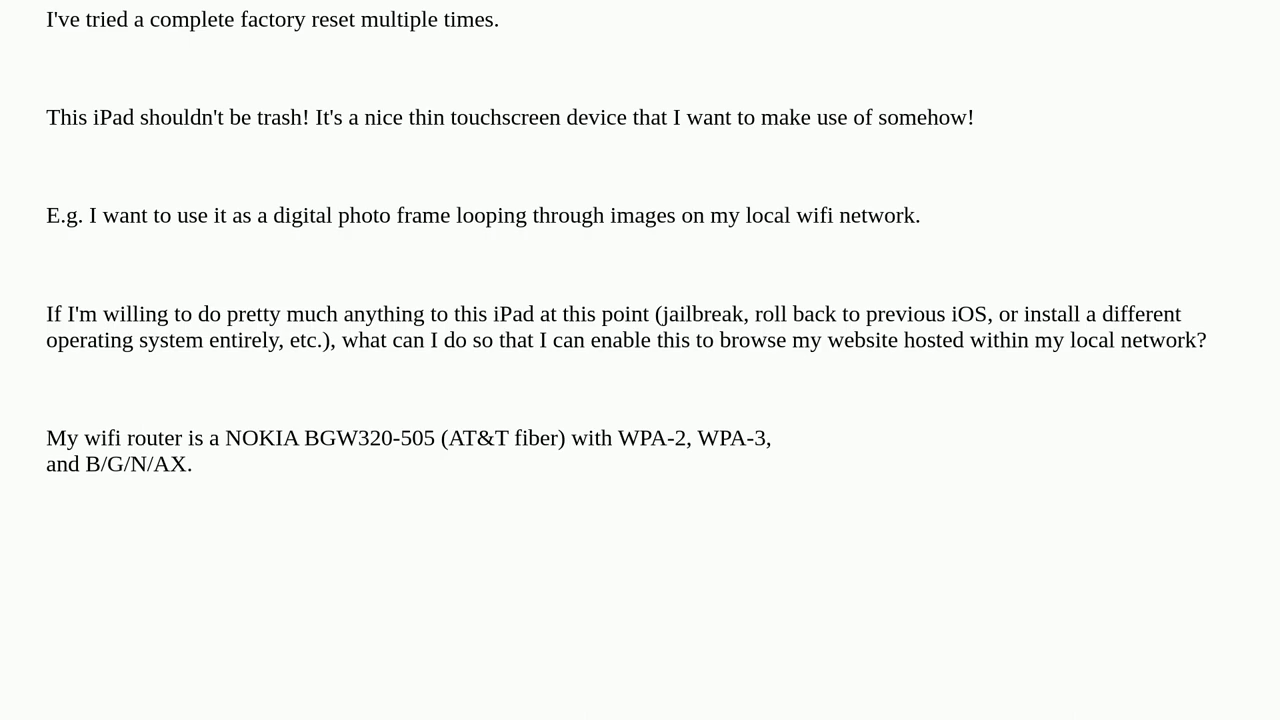 I've tried a complete factory reset multiple times.
This iPad shouldn't be trash! It's a nice thin touchscreen device that I want to make use of somehow!
E.g. I want to use it as a digital photo frame looping through images on my local wifi network.
If I'm willing to do pretty much anything to this iPad at this point (jailbreak, roll back to previous iOS, or install a different
operating system entirely, etc.), what can I do so that I can enable this to browse my website hosted within my local network?
My wifi router is a NOKIA BGW320-505 (AT&T fiber) with WPA-2, WPA-3,
and B/G/N/AX.